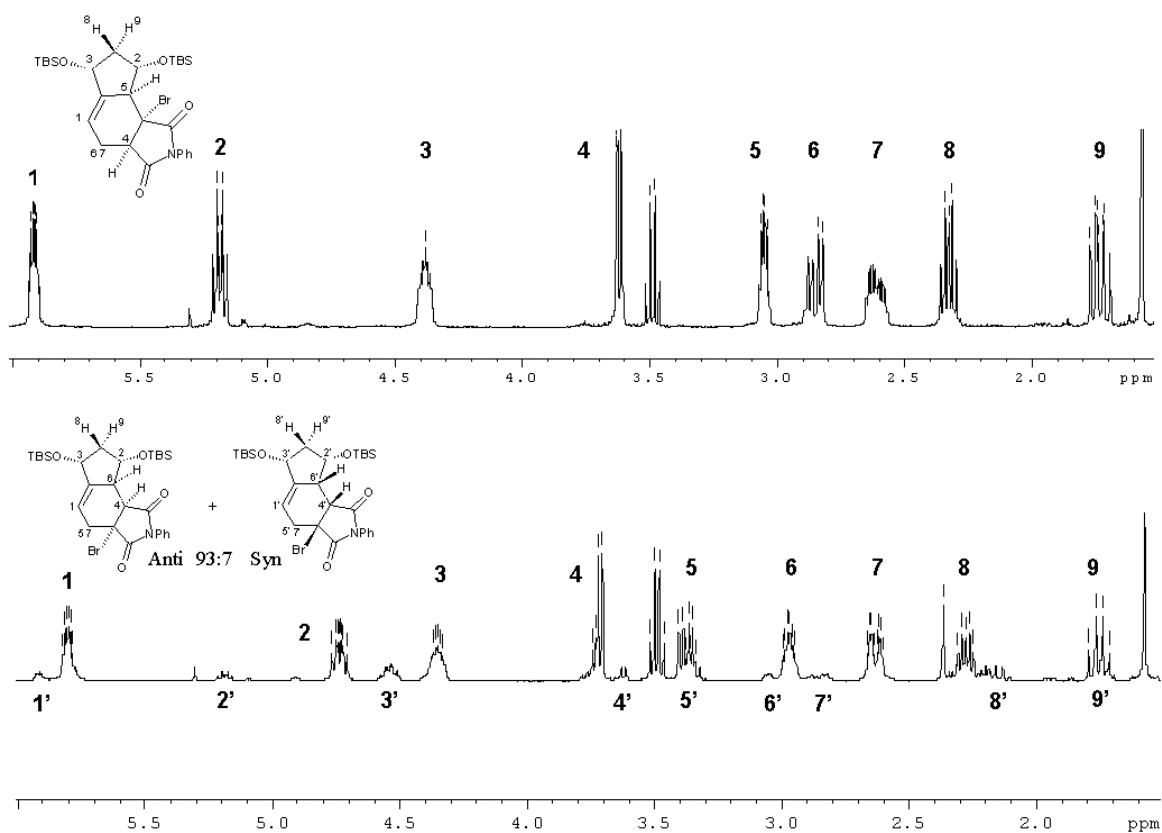 8 H H 9
TBSO 3 2 OTBS
5 H
Br O
1
4
6 7 NPh
H O
1 2 3 4 5 6 7 8 9
5.5 5.0 4.5 4.0 3.5 3.0 2.5 2.0 ppm
8 H H 9 8' H H 9'
TBSO 3 2 OTBS TBSO 3' 2' OTBS
6 H 6' H
4 H O + 4' H O
1 1'
5 7 NPh 5' 7 NPh
Br O Br O
Anti 93:7 Syn
1 2 3 4 5 6 7 8 9
1' 2' 3' 4' 5' 6' 7' 8' 9'
5.5 5.0 4.5 4.0 3.5 3.0 2.5 2.0 ppm